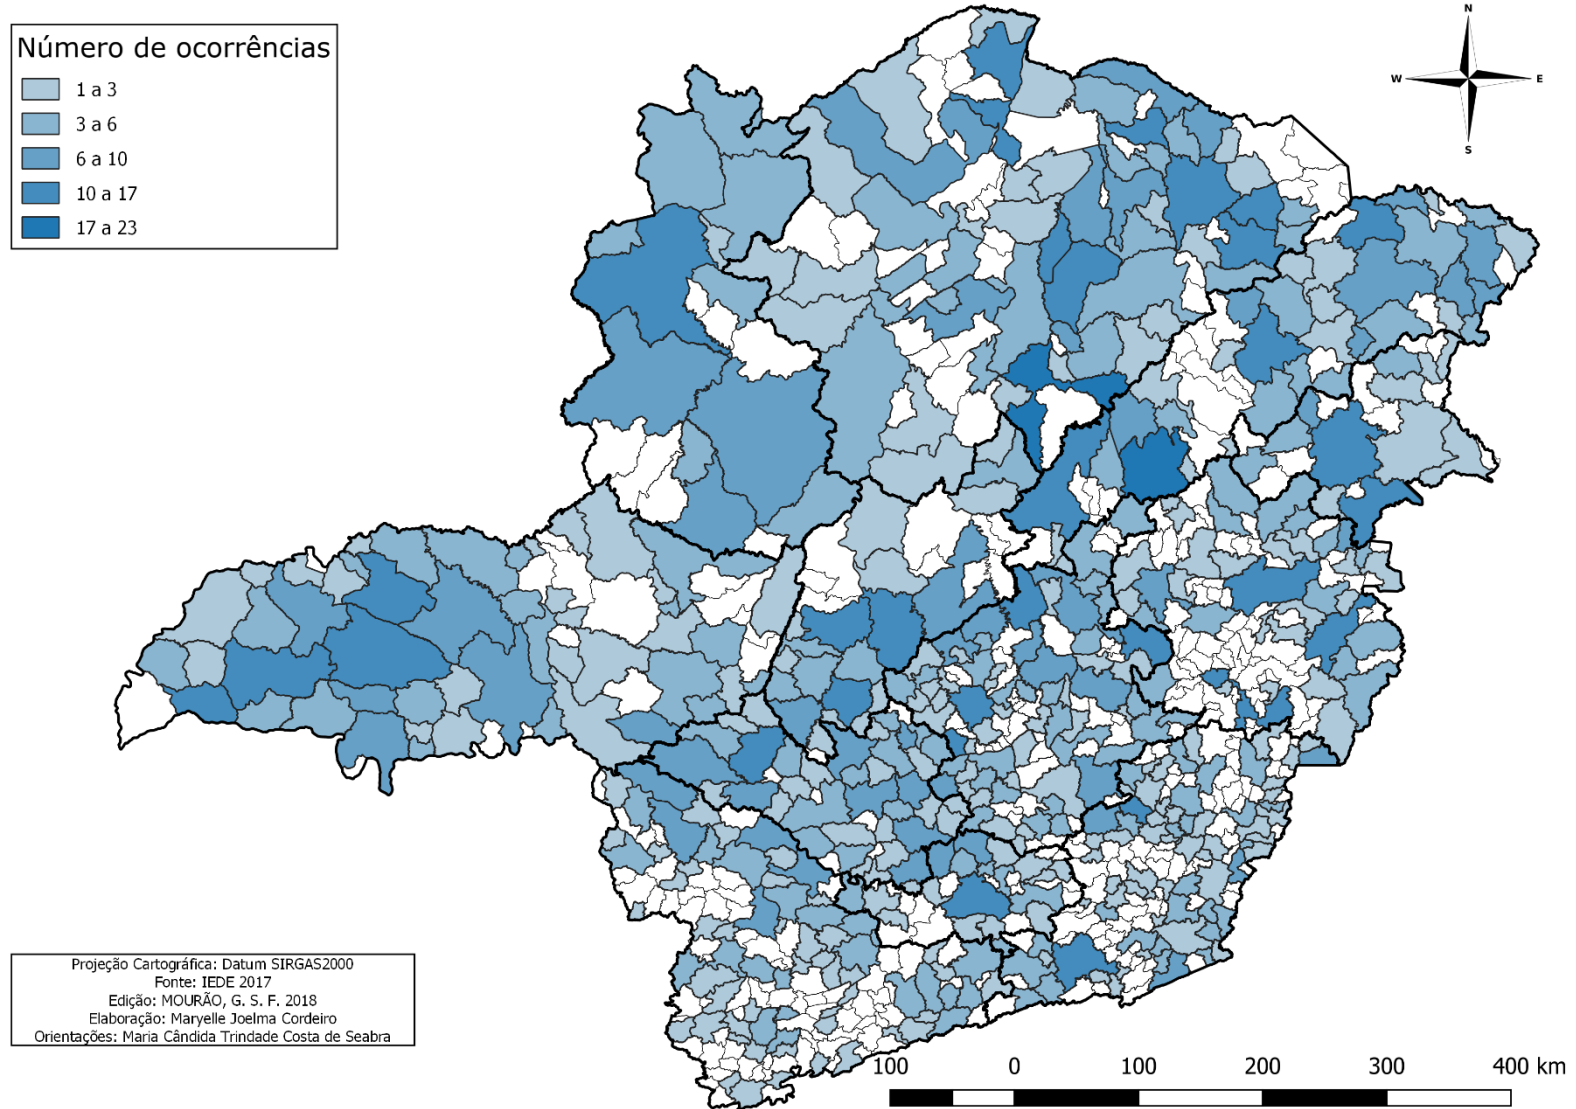 Número de ocorrências
1 a 3
3 a 6
6 a 10
10 a 17
17 a 23
N
W
E
S
Projeção Cartográfica: Datum SIRGAS2000
Fonte: IEDE 2017
Edição: MOURÃO, G. S. F. 2018
Elaboração: Maryelle Joelma Cordeiro
Orientações: Maria Cândida Trindade Costa de Seabra
100 0 100 200 300 400 km